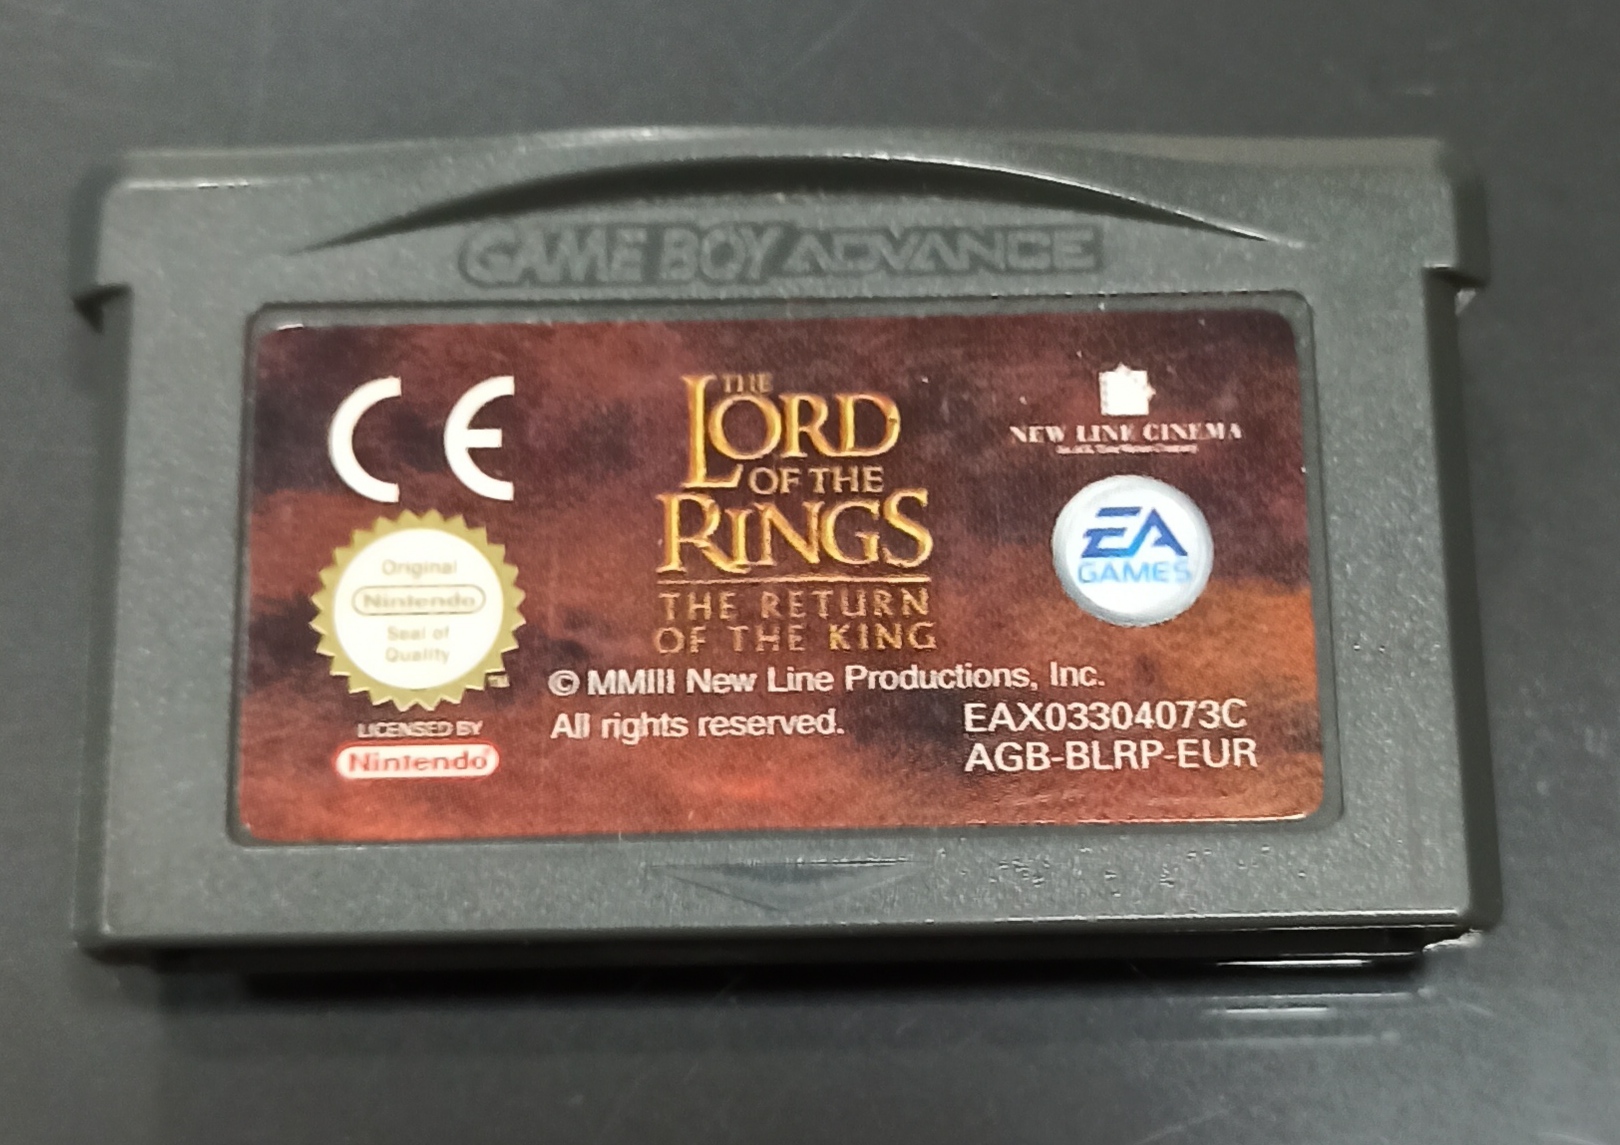 GAME BOY ADVANCE
CE
THE
LORD
OF THE
RINGS
THE RETURN
OF THE KING
NEW LINE CINEMA
EA
GAMES
Original
Nintendo
Seal of
Quality
TM
LICENSED BY
Nintendo
© MMIII New Line Productions, Inc.
All rights reserved.
EAX03304073C
AGB-BLRP-EUR